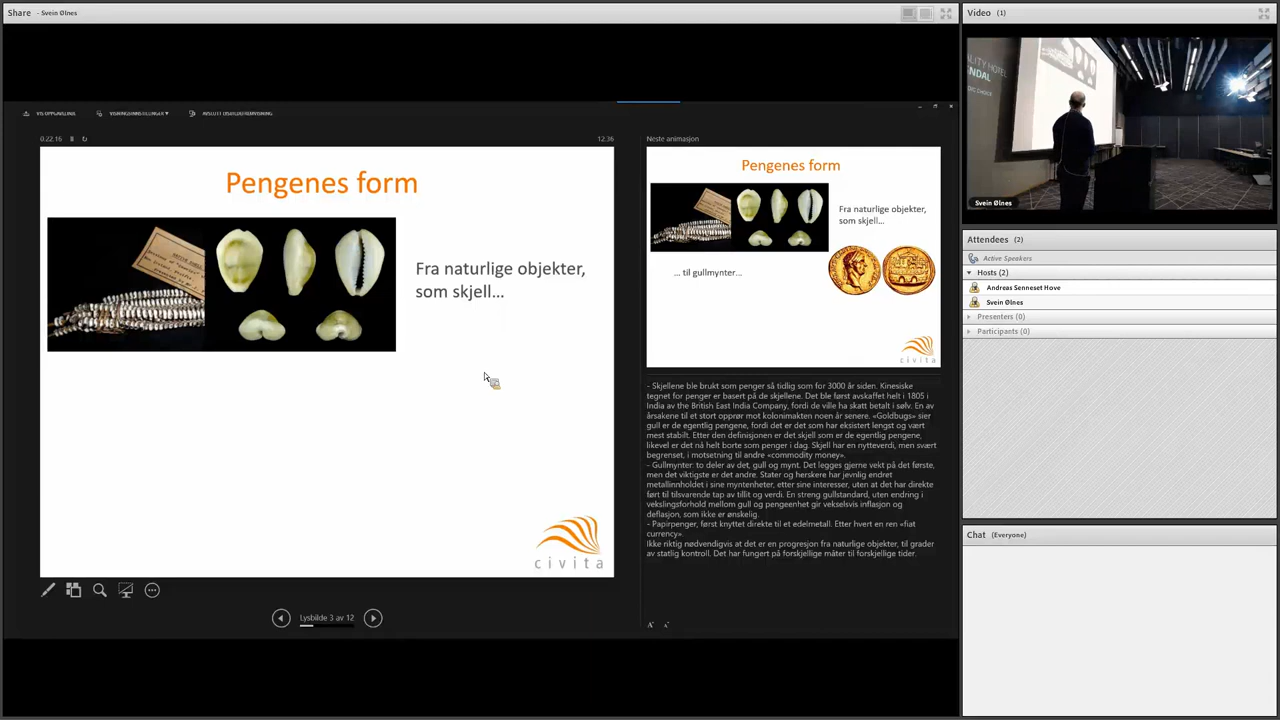 Share - Svein Ølnes
VIS OPPGAVELINJE
VISNINGSINNSTILLINGER ▾
AVSLUTT LYSBILDEFREMVISNING
0.22.16
12.36
Pengenes form
Fra naturlige objekter,
som skjell...
civita
Lysbilde 3 av 12
Neste animasjon
Pengenes form
Fra naturlige objekter,
som skjell...
... til gullmynter...
civita
- Skjellene ble brukt som penger så tidlig som for 3000 år siden. Kinesiske
tegnet for penger er basert på de skjellene. Det ble først avskaffet helt i 1805 i
India av the British East India Company, fordi de ville ha skatt betalt i sølv. En av
årsakene til et stort opprør mot kolonimakten noen år senere. «Goldbugs» sier
gull er de egentlig pengene, fordi det er det som har eksistert lengst og vært
mest stabilt. Etter den definisjonen er det skjell som er de egentlig pengene,
likevel er det nå helt borte som penger i dag. Skjell har en nytteverdi, men svært
begrenset, i motsetning til andre «commodity money».
- Gullmynter: to deler av det, gull og mynt. Det legges gjerne vekt på det første,
men det viktigste er det andre. Stater og herskere har jevnlig endret
metallinnholdet i sine myntenheter, etter sine interesser, uten at det har direkte
ført til tilsvarende tap av tillit og verdi. En streng gullstandard, uten endring i
vekslingsforhold mellom gull og pengeenhet gir vekselsvis inflasjon og
deflasjon, som ikke er ønskelig.
- Papirpenger, først knyttet direkte til et edelmetall. Etter hvert en ren «fiat
currency».
Ikke riktig nødvendigvis at det er en progresjon fra naturlige objekter, til grader
av statlig kontroll. Det har fungert på forskjellige måter til forskjellige tider.
Video (1)
ALITY HOTEL
NDAL
Svein Ølnes
Attendees (2)
Active Speakers
Hosts (2)
Andreas Senneset Hove
Svein Ølnes
Presenters (0)
Participants (0)
Chat (Everyone)